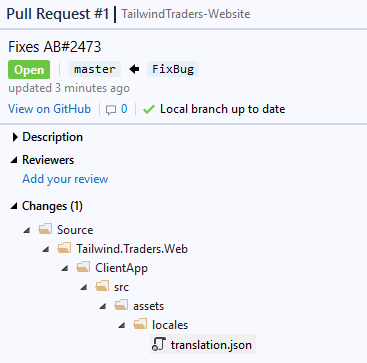 Pull Request #1 | TailwindTraders-Website
Fixes AB#2473
Open master FixBug
updated 3 minutes ago
View on GitHub 0 Local branch up to date
Description
Reviewers
Add your review
Changes (1)
Source
Tailwind.Traders.Web
ClientApp
src
assets
locales
translation.json